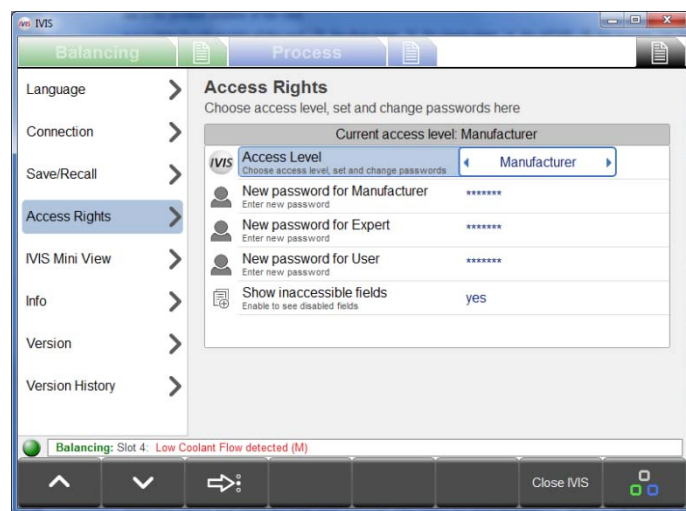 IVIS
Balancing
Process
Language
Connection
Save/Recall
Access Rights
IVIS Mini View
Info
Version
Version History
Access Rights
Choose access level, set and change passwords here
Current access level: Manufacturer
IVIS
Access Level
Choose access level, set and change passwords
Manufacturer
New password for Manufacturer
Enter new password
*******
New password for Expert
Enter new password
*******
New password for User
Enter new password
*******
Show inaccessible fields
Enable to see disabled fields
yes
Balancing: Slot 4: Low Coolant Flow detected (M)
Close IVIS